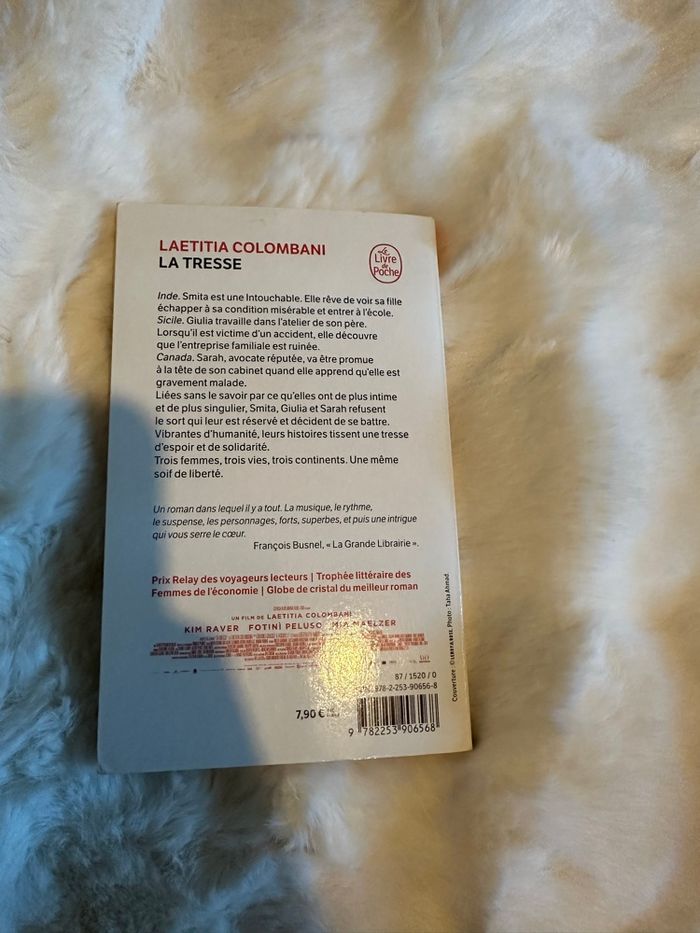 LAETITIA COLOMBANI
LA TRESSE
Le
Livre
de
Poche
Inde. Smita est une Intouchable. Elle rêve de voir sa fille
échapper à sa condition misérable et entrer à l'école.
Sicile. Giulia travaille dans l'atelier de son père.
Lorsqu'il est victime d'un accident, elle découvre
que l'entreprise familiale est ruinée.
Canada. Sarah, avocate réputée, va être promue
à la tête de son cabinet quand elle apprend qu'elle est
gravement malade.
Liées sans le savoir par ce qu'elles ont de plus intime
et de plus singulier, Smita, Giulia et Sarah refusent
le sort qui leur est réservé et décident de se battre.
Vibrantes d'humanité, leurs histoires tissent une tresse
d'espoir et de solidarité.
Trois femmes, trois vies, trois continents. Une même
soif de liberté.
Un roman dans lequel il y a tout. La musique, le rythme,
le suspense, les personnages, forts, superbes, et puis une intrigue
qui vous serre le cœur.
François Busnel, « La Grande Librairie ».
Prix Relay des voyageurs lecteurs | Trophée littéraire des
Femmes de l'économie | Globe de cristal du meilleur roman
UN FILM DE LAETITIA COLOMBANI
KIM RAVER FOTINÌ PELUSO MIA MAELZER
87 / 1520 / 0
978-2-253-90656-8
7,90 €
9 782253 906568
Couverture : © Photo : Taha Ahmad.